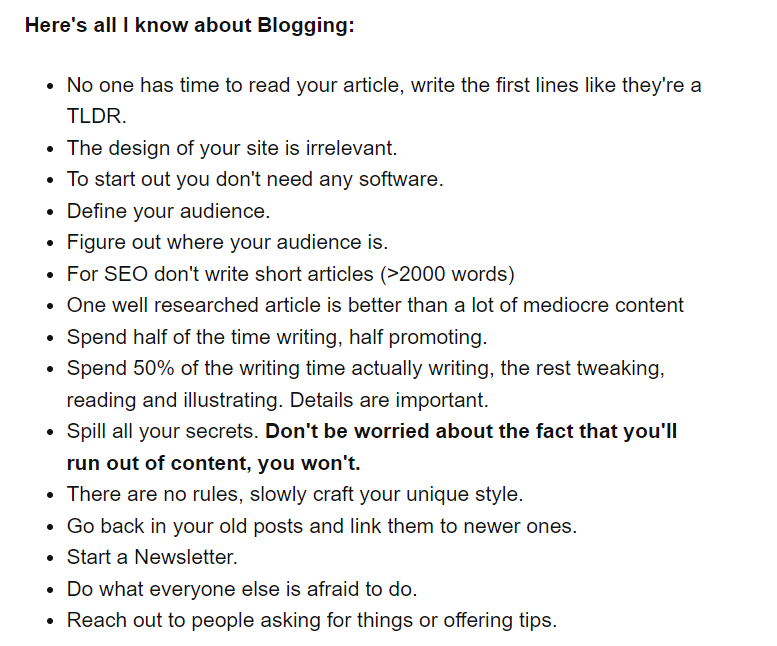 Here's all I know about Blogging:
• No one has time to read your article, write the first lines like they're a
TLDR.
• The design of your site is irrelevant.
• To start out you don't need any software.
• Define your audience.
• Figure out where your audience is.
• For SEO don't write short articles (>2000 words)
• One well researched article is better than a lot of mediocre content
• Spend half of the time writing, half promoting.
• Spend 50% of the writing time actually writing, the rest tweaking,
reading and illustrating. Details are important.
• Spill all your secrets. Don't be worried about the fact that you'll
run out of content, you won't.
• There are no rules, slowly craft your unique style.
• Go back in your old posts and link them to newer ones.
• Start a Newsletter.
• Do what everyone else is afraid to do.
• Reach out to people asking for things or offering tips.